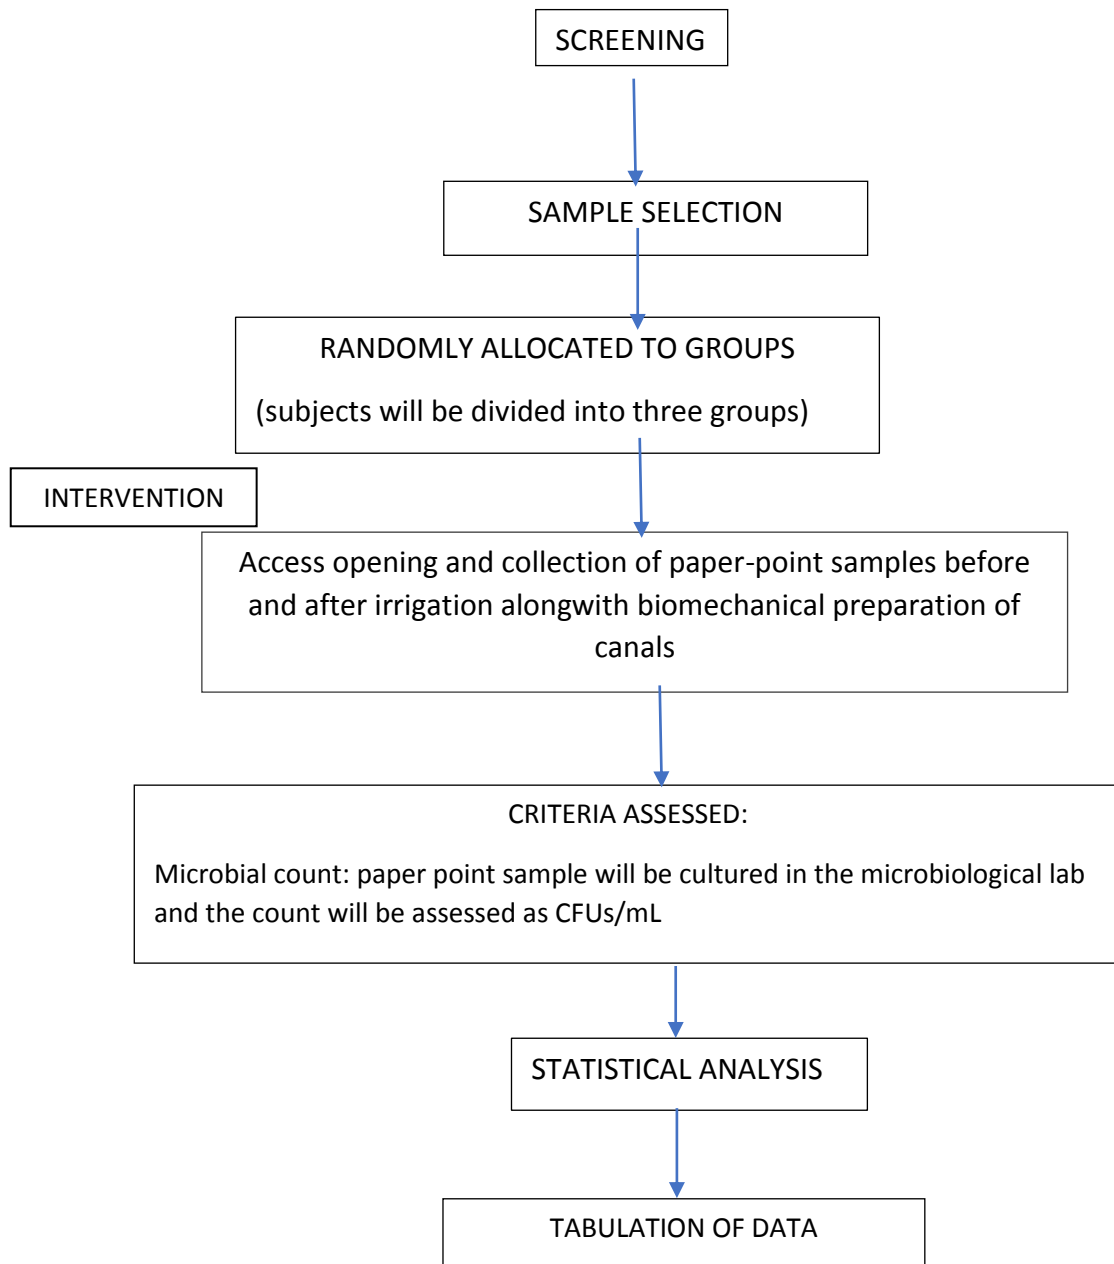 SCREENING
SAMPLE SELECTION
RANDOMLY ALLOCATED TO GROUPS
(subjects will be divided into three groups)
INTERVENTION
Access opening and collection of paper-point samples before
and after irrigation alongwith biomechanical preparation of
canals
CRITERIA ASSESSED:
Microbial count: paper point sample will be cultured in the microbiological lab
and the count will be assessed as CFUs/mL
STATISTICAL ANALYSIS
TABULATION OF DATA